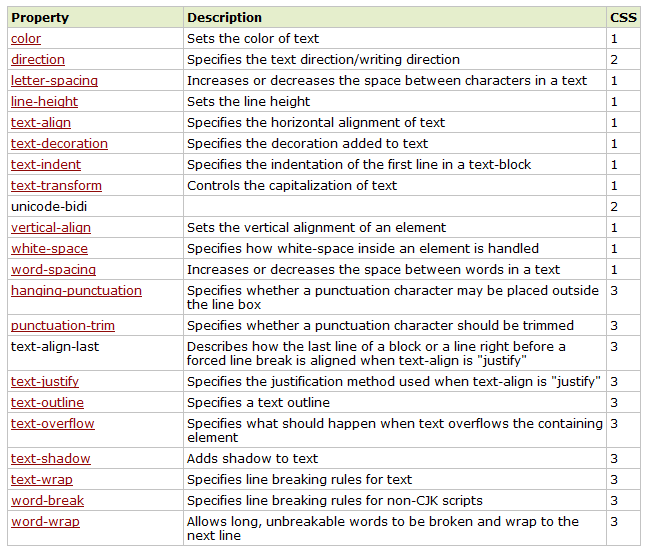 Property Description CSS
color Sets the color of text 1
direction Specifies the text direction/writing direction 2
letter-spacing Increases or decreases the space between characters in a text 1
line-height Sets the line height 1
text-align Specifies the horizontal alignment of text 1
text-decoration Specifies the decoration added to text 1
text-indent Specifies the indentation of the first line in a text-block 1
text-transform Controls the capitalization of text 1
unicode-bidi 2
vertical-align Sets the vertical alignment of an element 1
white-space Specifies how white-space inside an element is handled 1
word-spacing Increases or decreases the space between words in a text 1
hanging-punctuation Specifies whether a punctuation character may be placed outside 3
the line box
punctuation-trim Specifies whether a punctuation character should be trimmed 3
text-align-last Describes how the last line of a block or a line right before a 3
forced line break is aligned when text-align is "justify"
text-justify Specifies the justification method used when text-align is "justify" 3
text-outline Specifies a text outline 3
text-overflow Specifies what should happen when text overflows the containing 3
element
text-shadow Adds shadow to text 3
text-wrap Specifies line breaking rules for text 3
word-break Specifies line breaking rules for non-CJK scripts 3
word-wrap Allows long, unbreakable words to be broken and wrap to the 3
next line